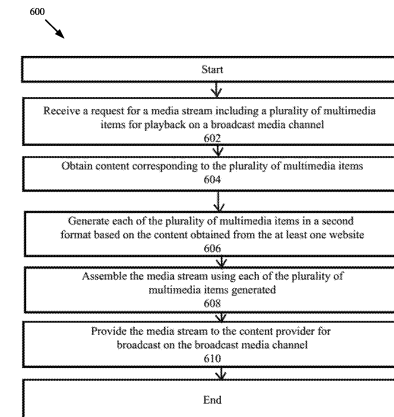 600
Start
Receive a request for a media stream including a plurality of multimedia
items for playback on a broadcast media channel
602
Obtain content corresponding to the plurality of multimedia items
604
Generate each of the plurality of multimedia items in a second
format based on the content obtained from the at least one website
606
Assemble the media stream using each of the plurality of
multimedia items generated
608
Provide the media stream to the content provider for
broadcast on the broadcast media channel
610
End